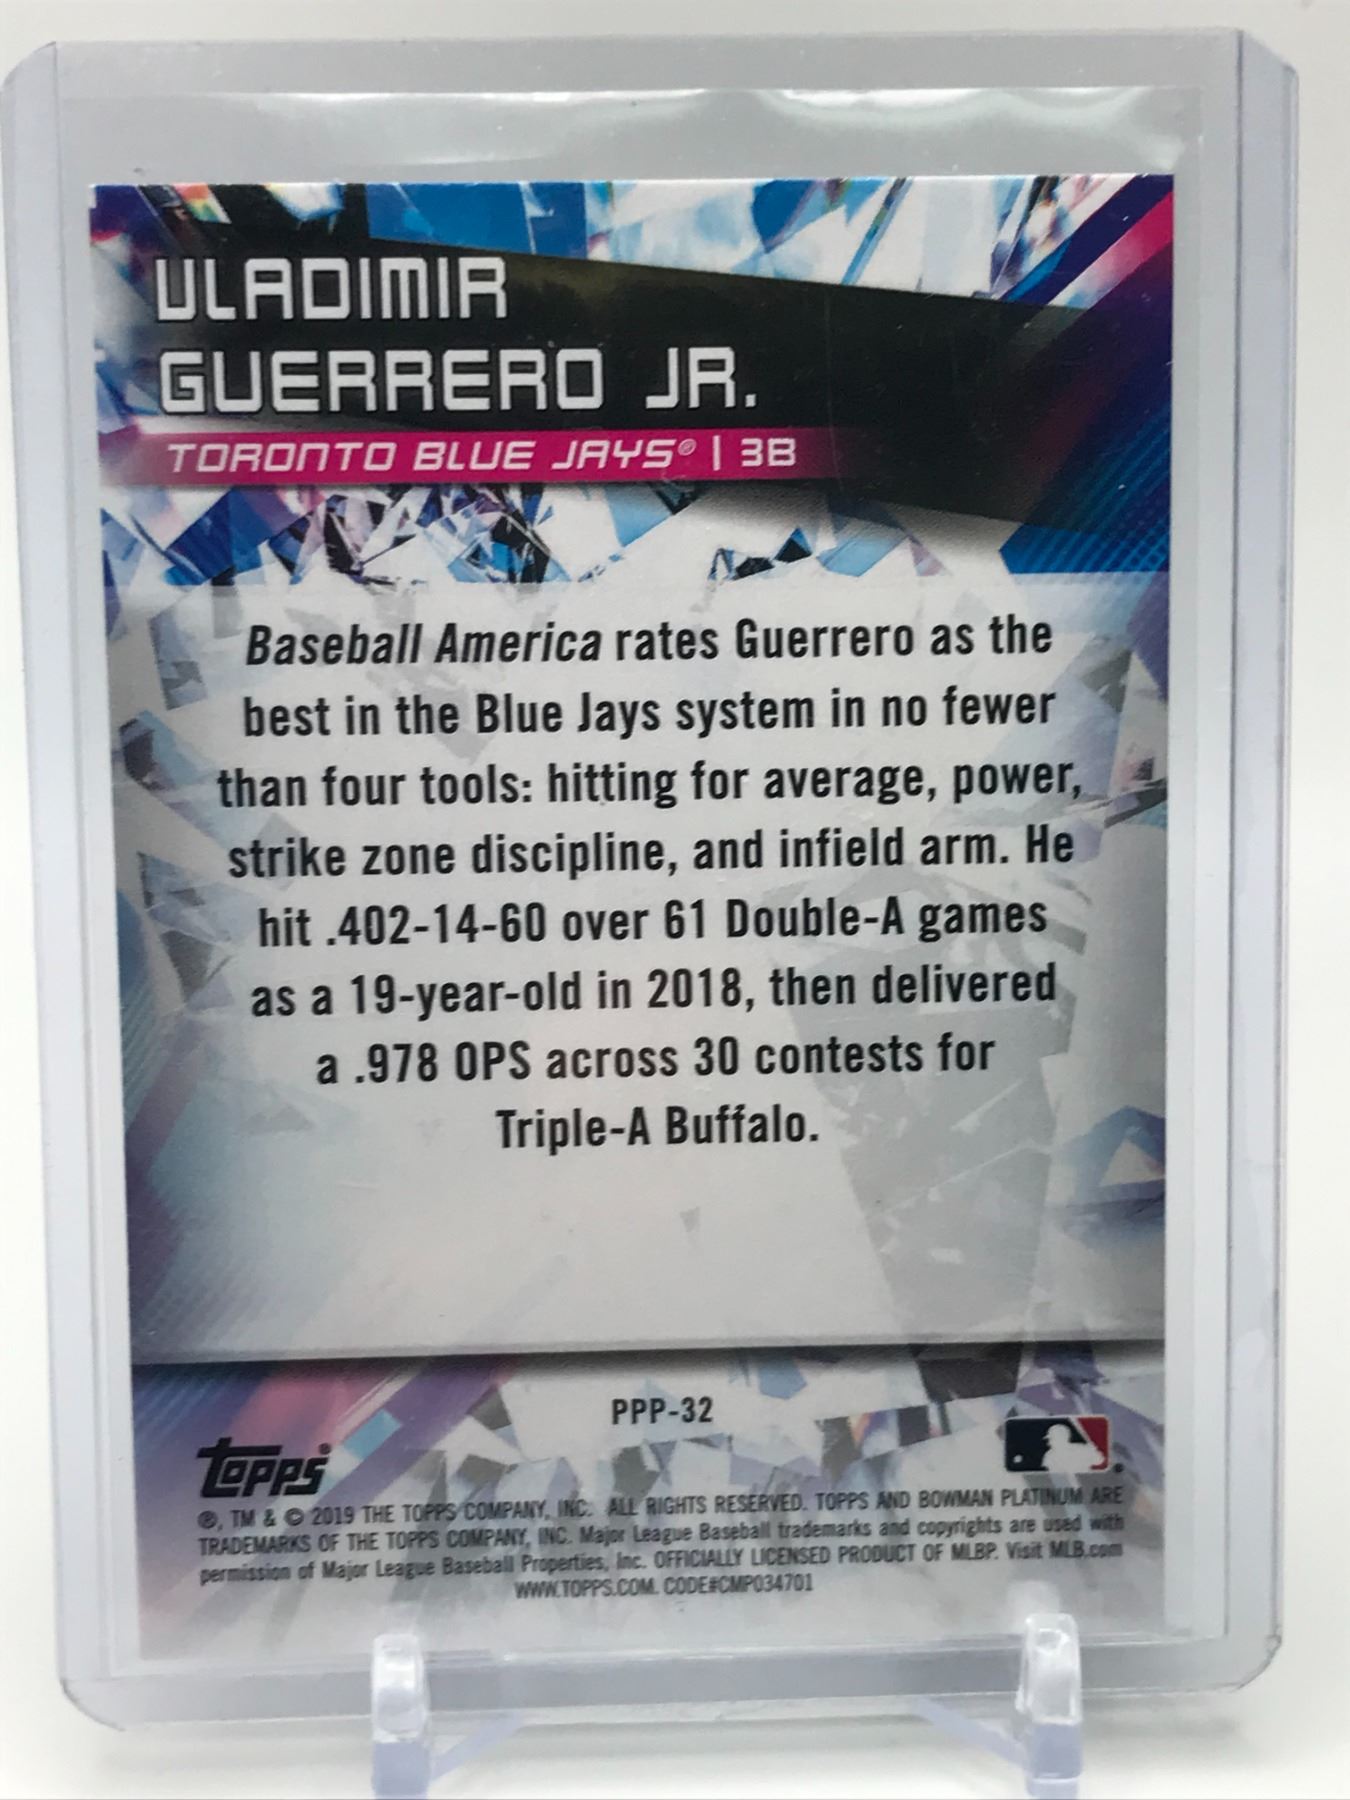 VLADIMIR
GUERRERO JR.
TORONTO BLUE JAYS® | 3B
Baseball America rates Guerrero as the
best in the Blue Jays system in no fewer
than four tools: hitting for average, power,
strike zone discipline, and infield arm. He
hit .402-14-60 over 61 Double-A games
as a 19-year-old in 2018, then delivered
a .978 OPS across 30 contests for
Triple-A Buffalo.
PPP-32
Topps®
®, TM & © 2019 THE TOPPS COMPANY, INC. ALL RIGHTS RESERVED. TOPPS AND BOWMAN PLATINUM ARE
TRADEMARKS OF THE TOPPS COMPANY, INC. Major League Baseball trademarks and copyrights are used with
permission of Major League Baseball Properties, Inc. OFFICIALLY LICENSED PRODUCT OF MLBP. Visit MLB.com
WWW.TOPPS.COM. CODE#CMP034701